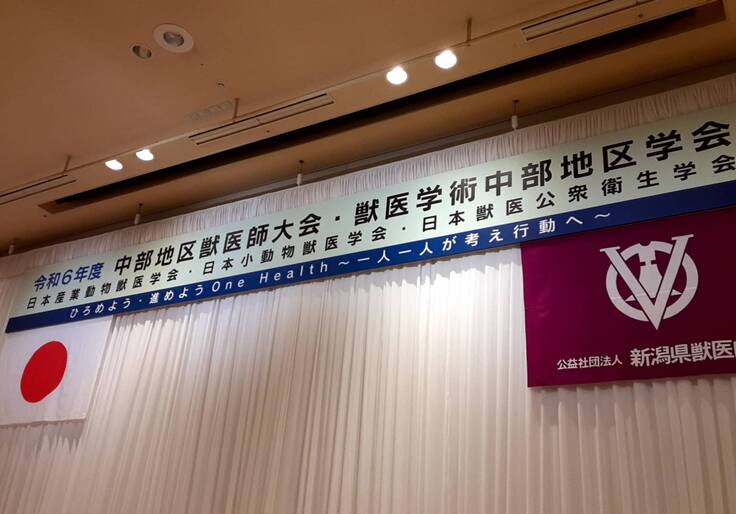 令和6年度 中部地区獣医師大会・獣医学術中部地区学会
日本産業動物獣医学会・日本小動物獣医学会・日本獣医公衆衛生学会
ひろめよう・進めようOne Health～一人一人が考え行動へ～
V
公益社団法人 新潟県獣医師